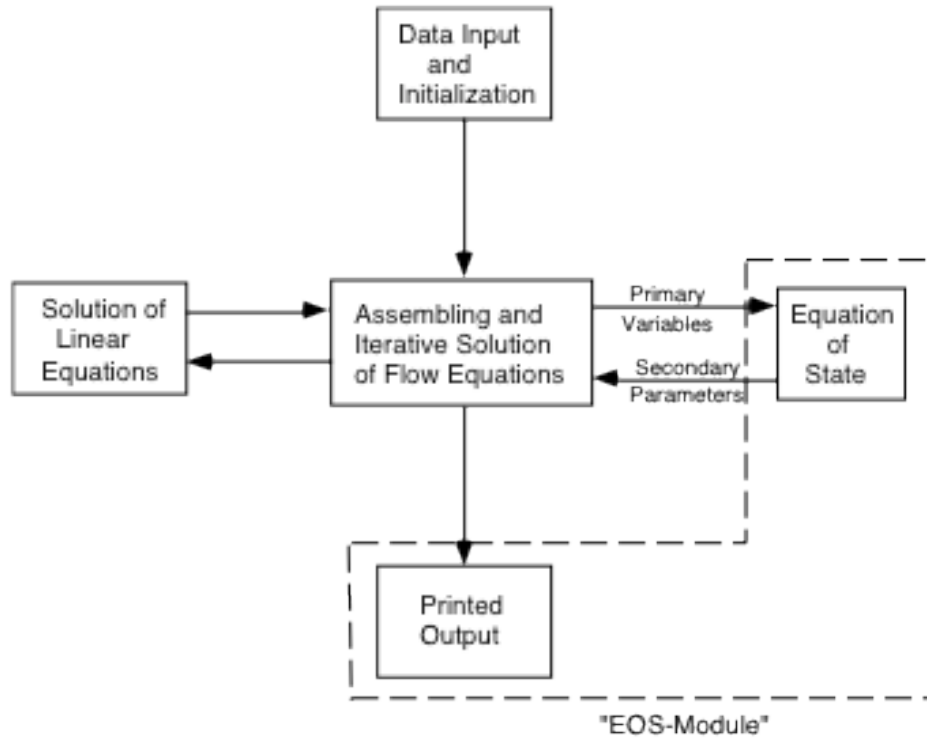 Data Input
and
Initialization
Solution of
Linear
Equations
Assembling and
Iterative Solution
of Flow Equations
Primary
Variables
Secondary
Parameters
Equation
of
State
Printed
Output
"EOS-Module"